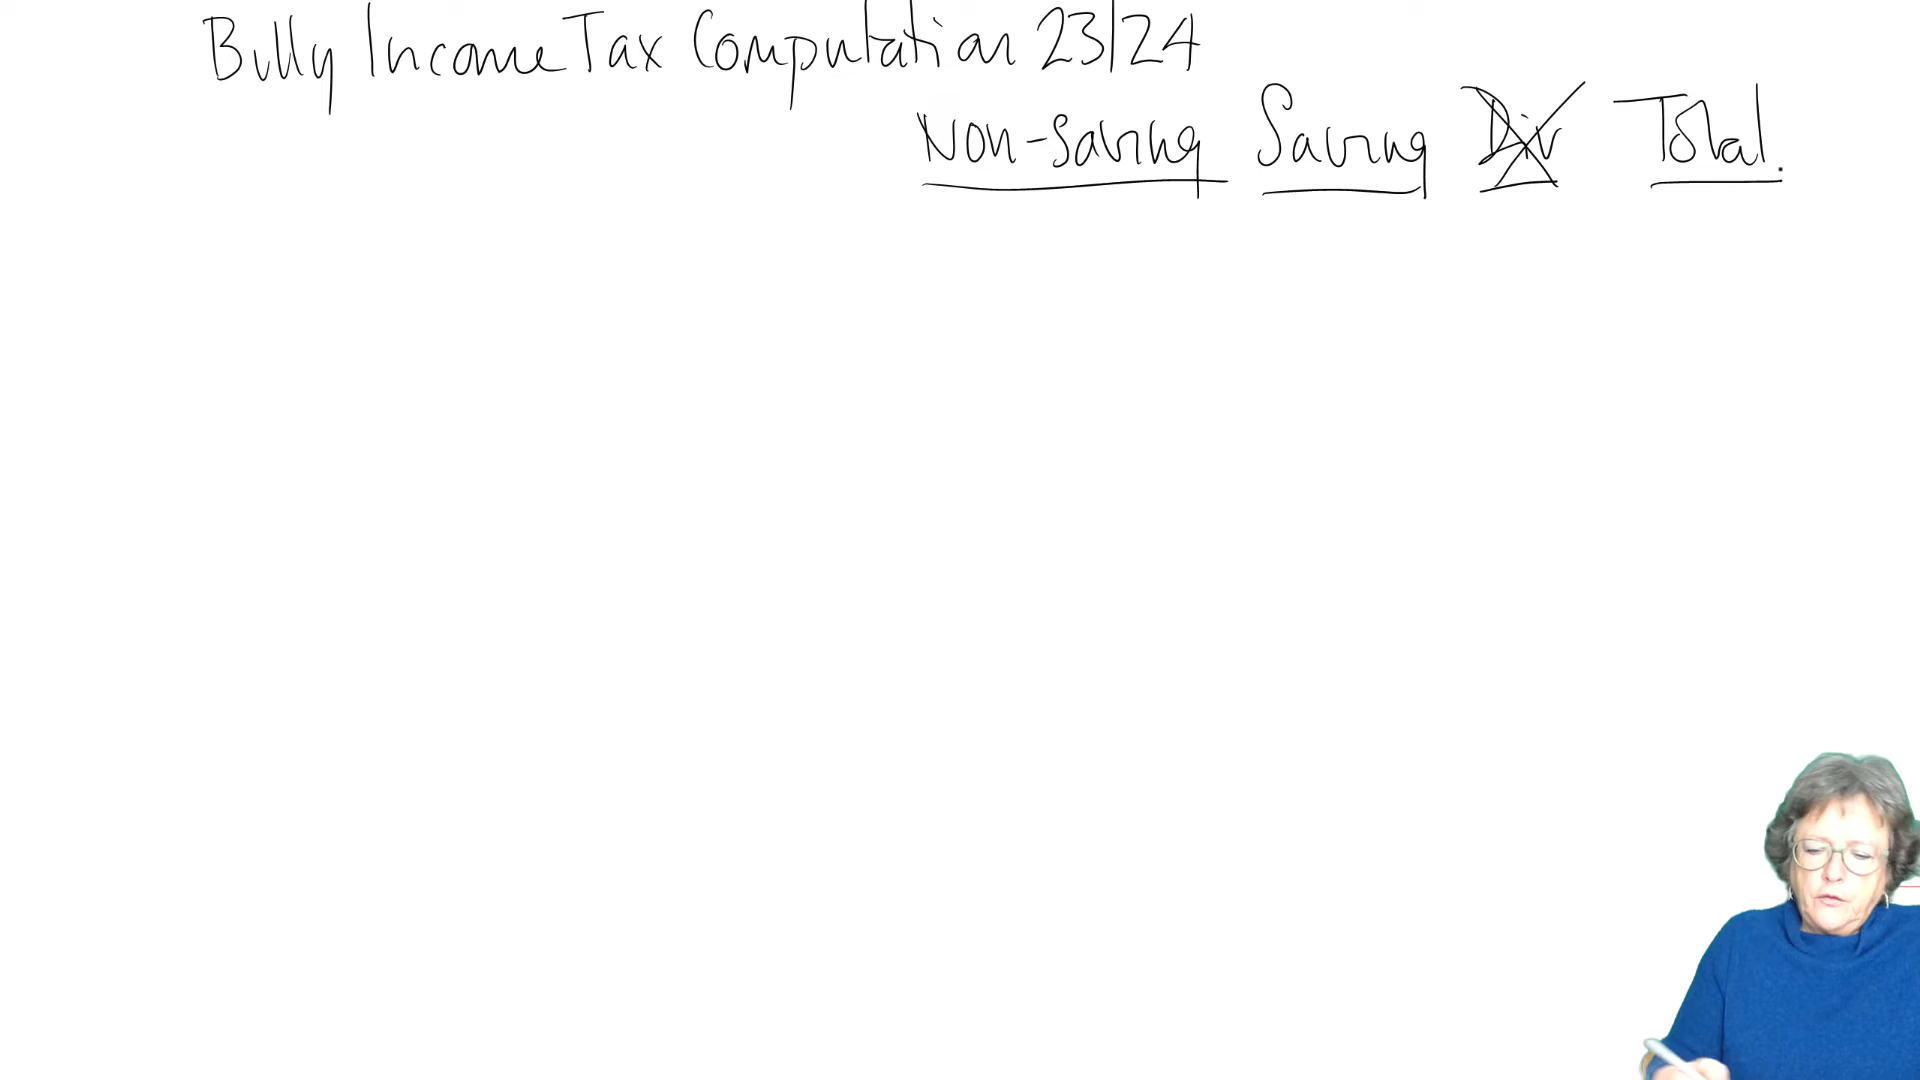 Billy Income Tax Computation 23/24
Non-Saving Saving Div Total.